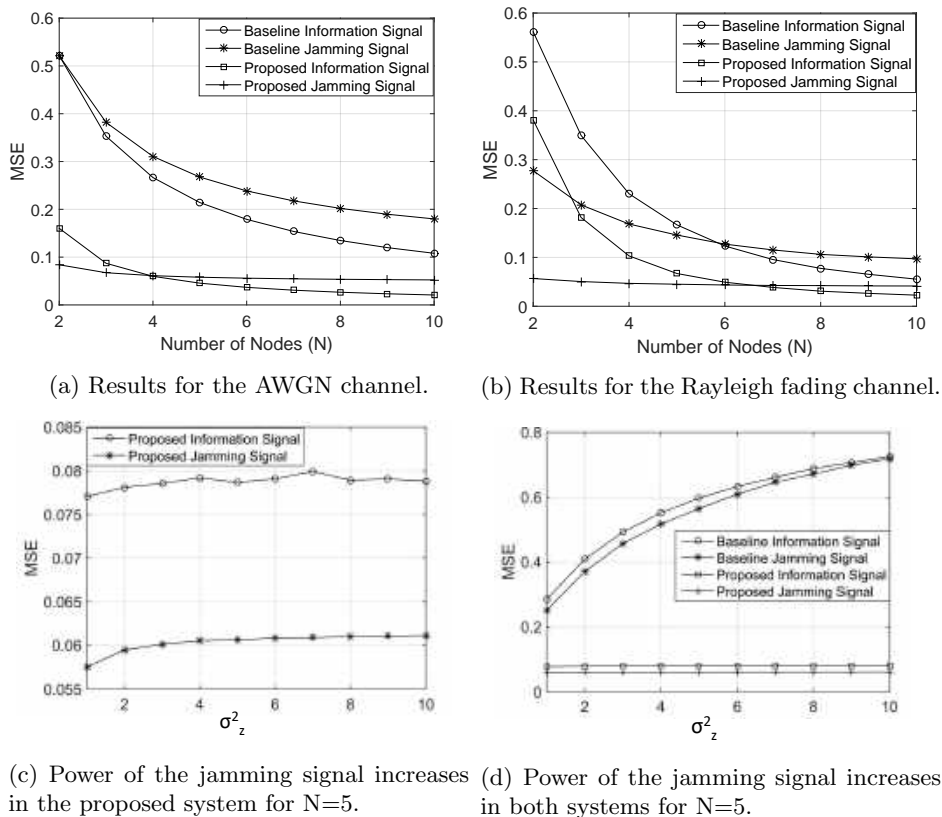 0.6
0.5
0.4
0.3
0.2
0.1
0
MSE
2
4
6
8
10
Number of Nodes (N)
Baseline Information Signal
Baseline Jamming Signal
Proposed Information Signal
Proposed Jamming Signal
(a) Results for the AWGN channel.
0.6
0.5
0.4
0.3
0.2
0.1
0
MSE
2
4
6
8
10
Number of Nodes (N)
Baseline Information Signal
Baseline Jamming Signal
Proposed Information Signal
Proposed Jamming Signal
(b) Results for the Rayleigh fading channel.
0.085
0.08
0.075
0.07
0.065
0.06
0.055
MSE
2
4
6
8
10
σ²z
Proposed Information Signal
Proposed Jamming Signal
(c) Power of the jamming signal increases
in the proposed system for N=5.
0.8
0.6
0.4
0.2
0
MSE
2
4
6
8
10
σ²z
Baseline Information Signal
Baseline Jamming Signal
Proposed Information Signal
Proposed Jamming Signal
(d) Power of the jamming signal increases
in both systems for N=5.